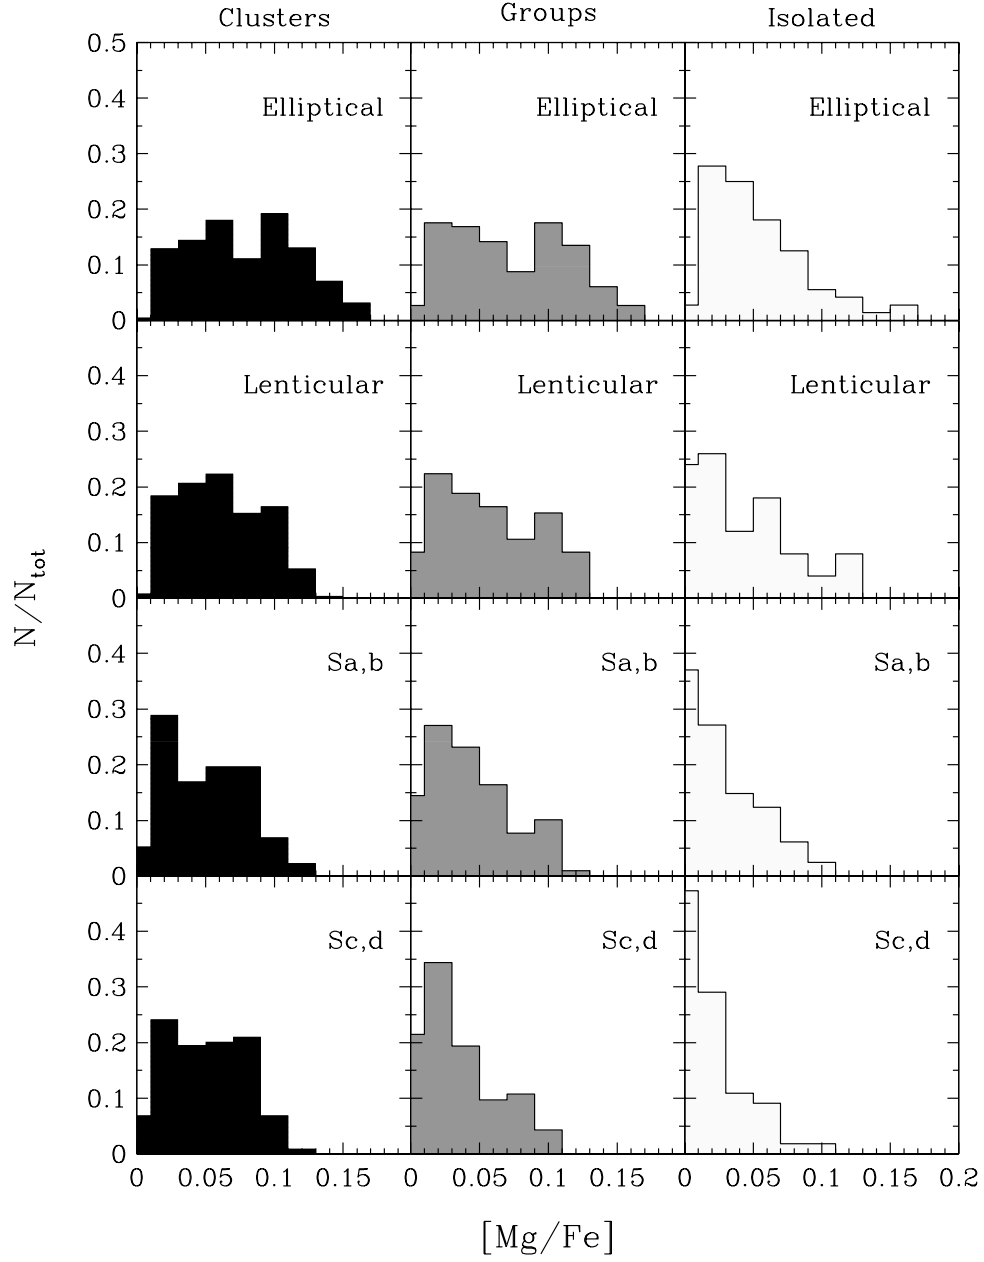 Clusters Groups Isolated
0.5
Elliptical Elliptical Elliptical
0.4
0.3
0.2
0.1
0
Lenticular Lenticular Lenticular
0.4
0.3
0.2
0.1
0
N/Ntot
Sa,b Sa,b Sa,b
0.4
0.3
0.2
0.1
0
Sc,d Sc,d Sc,d
0.4
0.3
0.2
0.1
0
0 0.05 0.1 0.15 0 0.05 0.1 0.15 0 0.05 0.1 0.15 0.2
[Mg/Fe]